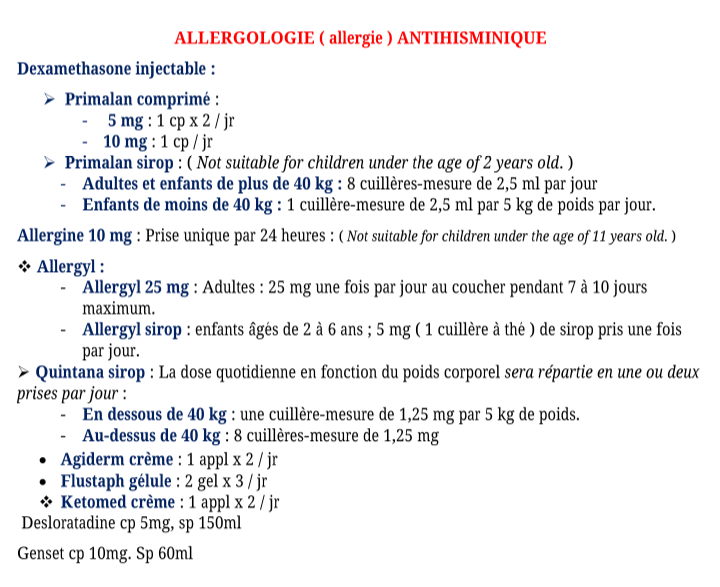 ALLERGOLOGIE ( allergie ) ANTIHISMINIQUE
Dexamethasone injectable :
➢ Primalan comprimé :
- 5 mg : 1 cp x 2 / jr
- 10 mg : 1 cp / jr
➢ Primalan sirop : ( Not suitable for children under the age of 2 years old. )
- Adultes et enfants de plus de 40 kg : 8 cuillères-mesure de 2,5 ml par jour
- Enfants de moins de 40 kg : 1 cuillère-mesure de 2,5 ml par 5 kg de poids par jour.
Allergine 10 mg : Prise unique par 24 heures : ( Not suitable for children under the age of 11 years old. )
❖ Allergyl :
- Allergyl 25 mg : Adultes : 25 mg une fois par jour au coucher pendant 7 à 10 jours
maximum.
- Allergyl sirop : enfants âgés de 2 à 6 ans ; 5 mg ( 1 cuillère à thé ) de sirop pris une fois
par jour.
➢ Quintana sirop : La dose quotidienne en fonction du poids corporel sera répartie en une ou deux
prises par jour :
- En dessous de 40 kg : une cuillère-mesure de 1,25 mg par 5 kg de poids.
- Au-dessus de 40 kg : 8 cuillères-mesure de 1,25 mg
• Agiderm crème : 1 appl x 2 / jr
• Flustaph gélule : 2 gel x 3 / jr
❖ Ketomed crème : 1 appl x 2 / jr
Desloratadine cp 5mg, sp 150ml
Genset cp 10mg. Sp 60ml